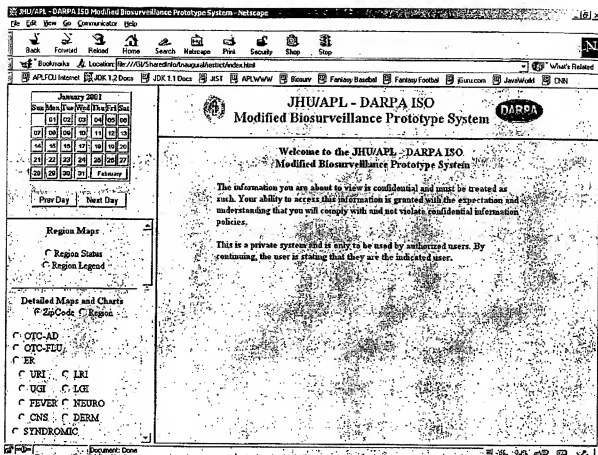 JHU/APL - DARPA ISO Modified Biosurveillance Prototype System - Netscape
File Edit View Go Communicator Help
Back Forward Reload Home Search Netscape Print Security Shop Stop
Bookmarks Location: file:///G|/SharedInfo/Inaugural/restrict/index.html What's Related
APLFCU Internet JDK 1.2 Docs JDK 1.1 Docs JIST APLWWW Biosurv Fantasy Baseball Fantasy Football jGuru.com JavaWorld CNN
January 2001
Sun Mon Tue Wed Thu Fri Sat
01 02 03 04 05 06
07 08 09 10 11 12 13
14 15 16 17 18 19 20
21 22 23 24 25 26 27
28 29 30 31 February
Prev Day Next Day
Region Maps
Region Status
Region Legend
Detailed Maps and Charts
ZipCode Region
OTC-AD
OTC-FLU
ER
URI LRI
UGI LGI
FEVER NEURO
CNS DERM
SYNDROMIC
JHU/APL - DARPA ISO
Modified Biosurveillance Prototype System
DARPA
Welcome to the JHU/APL - DARPA ISO
Modified Biosurveillance Prototype System
The information you are about to view is confidential and must be treated as
such. Your ability to access this information is granted with the expectation and
understanding that you will comply with and not violate confidential information
policies.
This is a private system and is only to be used by authorized users. By
continuing, the user is stating that they are the indicated user.
Document: Done